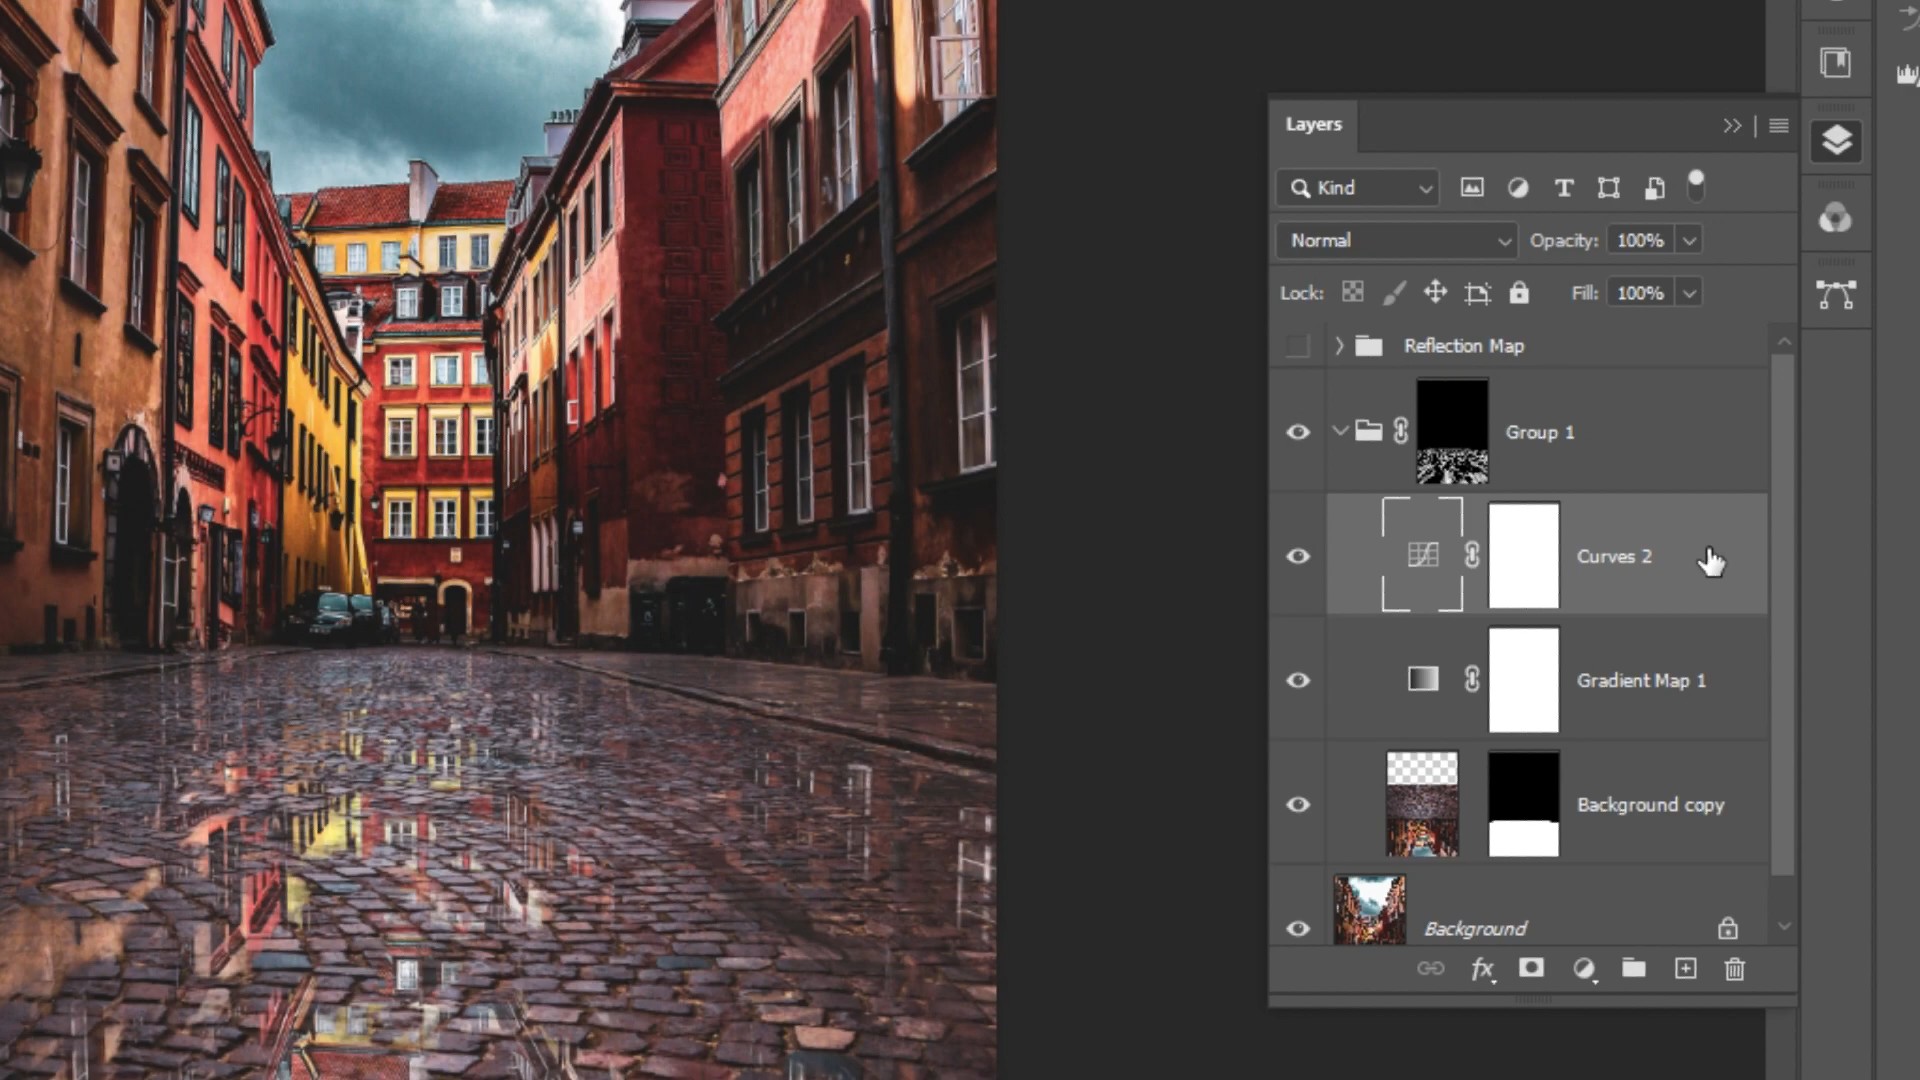 Layers
Kind
Normal
Opacity: 100%
Lock:
Fill: 100%
Reflection Map
Group 1
Curves 2
Gradient Map 1
Background copy
Background
fx